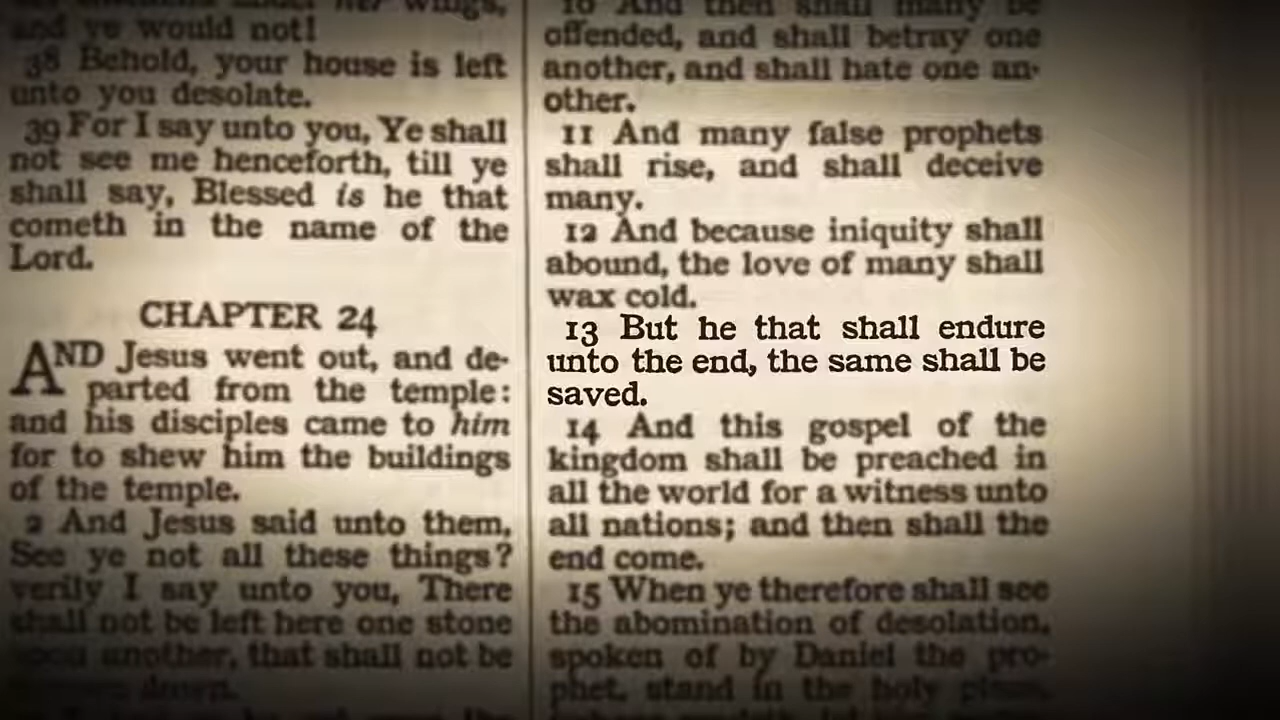 her wings,
and ye would not!
38 Behold, your house is left
unto you desolate.
39 For I say unto you, Ye shall
not see me henceforth, till ye
shall say, Blessed is he that
cometh in the name of the
Lord.
CHAPTER 24
AND Jesus went out, and de-
parted from the temple:
and his disciples came to him
for to shew him the buildings
of the temple.
2 And Jesus said unto them,
See ye not all these things?
verily I say unto you, There
shall not be left here one stone
upon another, that shall not be
down.
10 And then shall many be
offended, and shall betray one
another, and shall hate one an-
other.
11 And many false prophets
shall rise, and shall deceive
many.
12 And because iniquity shall
abound, the love of many shall
wax cold.
13 But he that shall endure
unto the end, the same shall be
saved.
14 And this gospel of the
kingdom shall be preached in
all the world for a witness unto
all nations; and then shall the
end come.
15 When ye therefore shall see
the abomination of desolation,
spoken of by Daniel the pro-
phet, stand in the holy place,